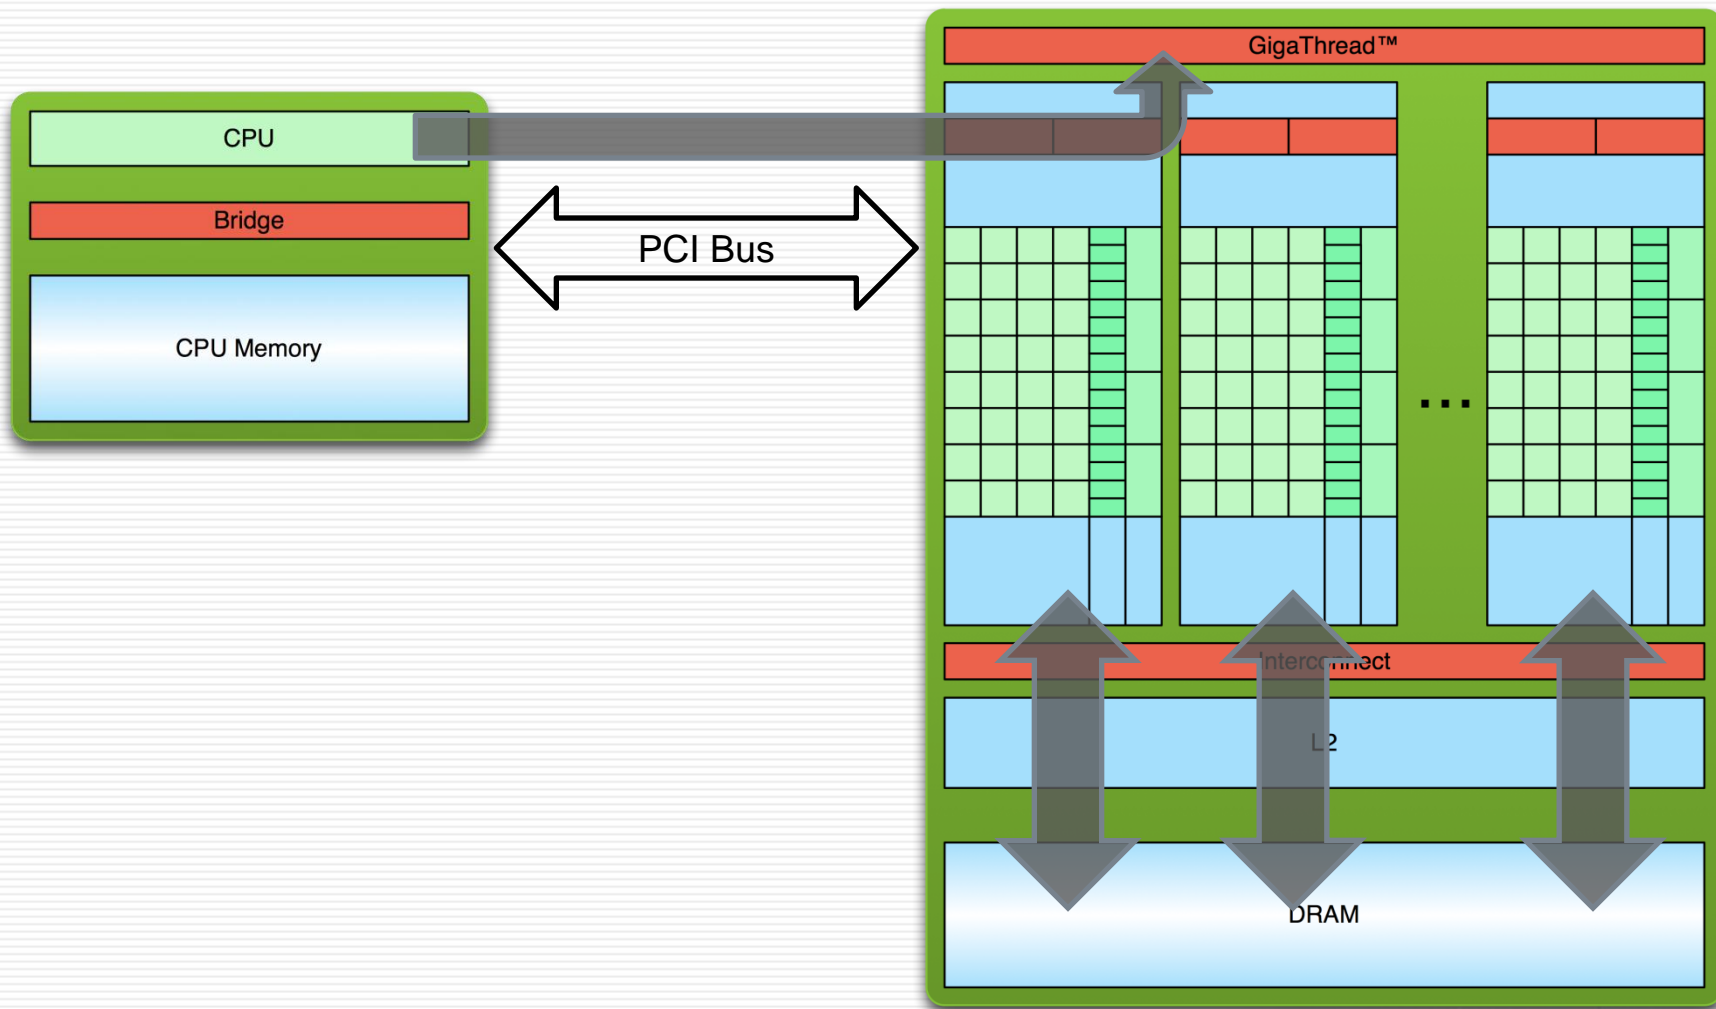 GigaThread™
CPU
Bridge
PCI Bus
CPU Memory
...
Interconnect
L2
DRAM